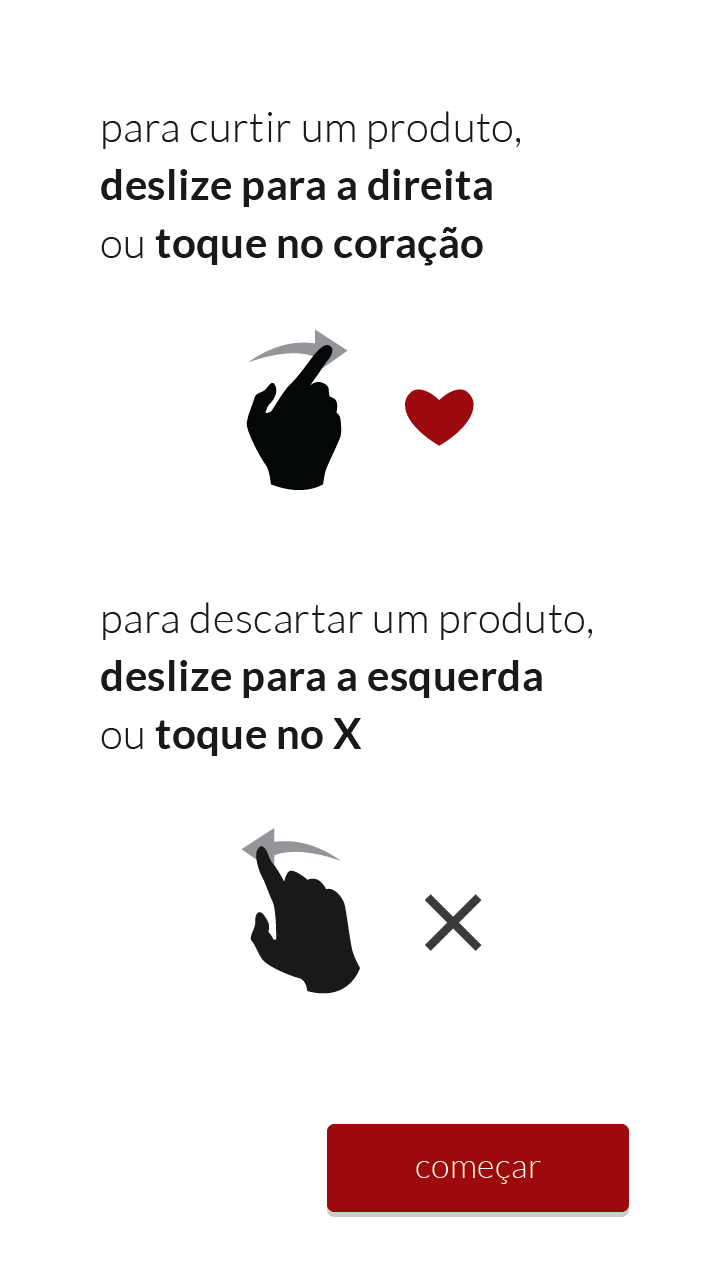 para curtir um produto,
deslize para a direita
ou toque no coração
para descartar um produto,
deslize para a esquerda
ou toque no X
começar